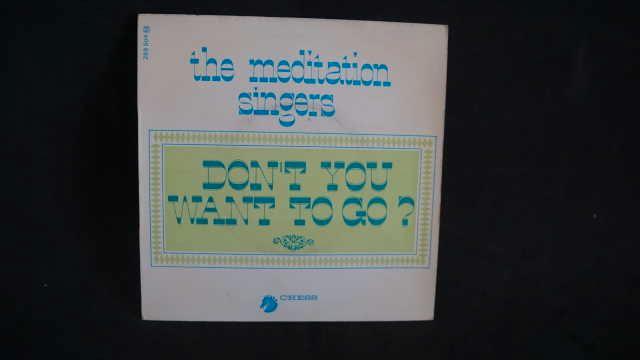 the meditation
singers
DON'T YOU
WANT TO GO ?
CHESS